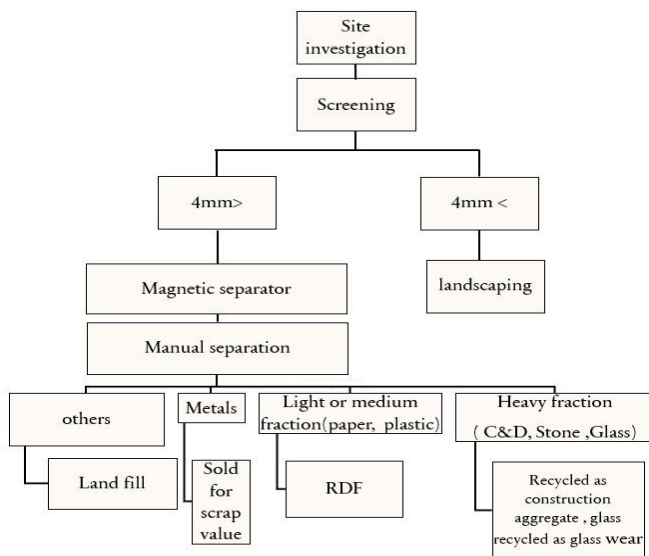 Site
investigation
Screening
4mm>
4mm <
Magnetic separator
landscaping
Manual separation
others
Metals
Light or medium
fraction(paper, plastic)
Heavy fraction
( C&D, Stone ,Glass)
Land fill
Sold
for
scrap
value
RDF
Recycled as
construction
aggregate , glass
recycled as glass wear